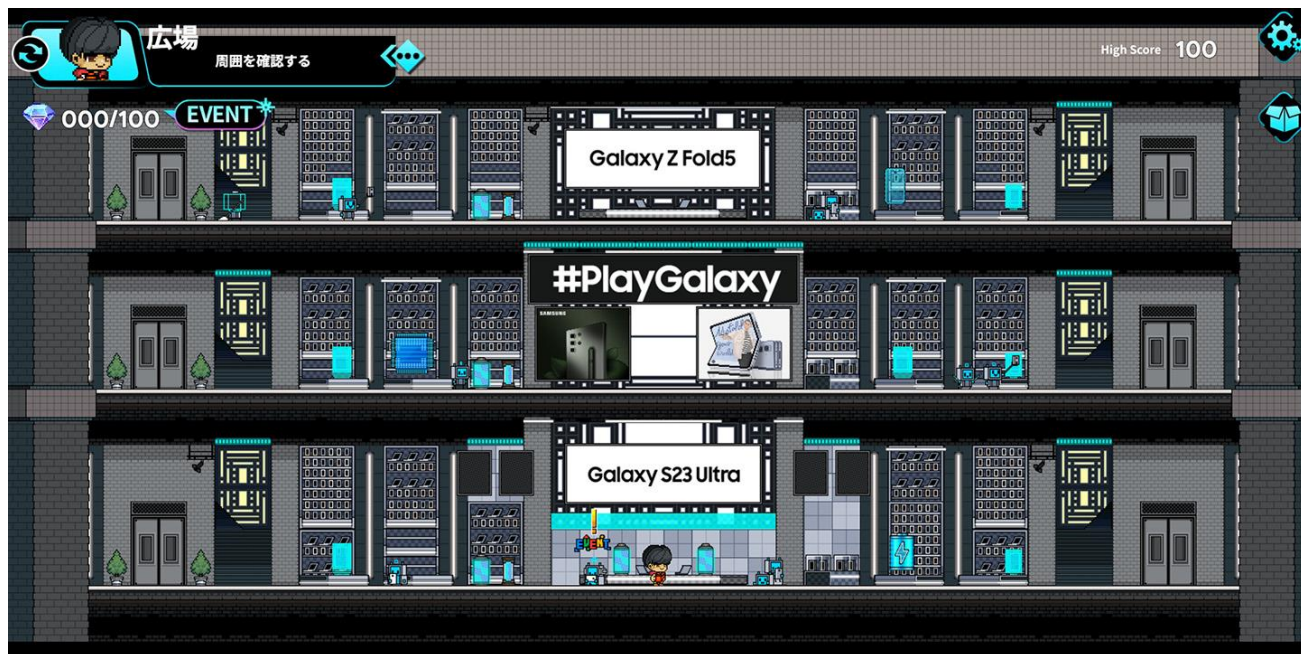 広場
周囲を確認する
High Score 100
000/100 EVENT
Galaxy Z Fold5
#PlayGalaxy
SAMSUNG
Galaxy S23 Ultra
EVENT